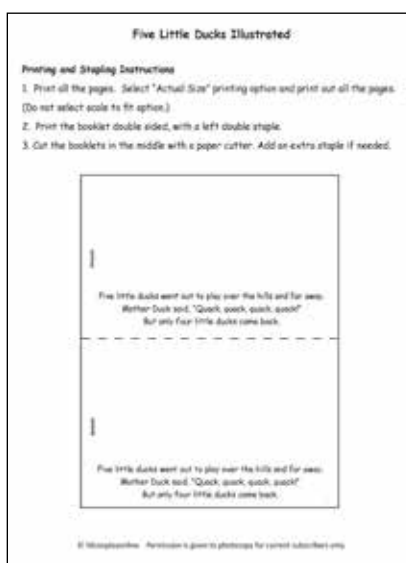 Five Little Ducks Illustrated
Printing and Stapling Instructions
1. Print all the pages. Select "Actual Size" printing option and print out all the pages.
(Do not select scale to fit option.)
2. Print the booklet double sided, with a left double staple.
3. Cut the booklets in the middle with a paper cutter. Add an extra staple if needed.
Five little ducks went out to play over the hills and far away.
Mother Duck said, "Quack, quack, quack, quack!"
But only four little ducks came back.
Five little ducks went out to play over the hills and far away.
Mother Duck said, "Quack, quack, quack, quack!"
But only four little ducks came back.
© Permission is given to photocopy for current subscribers only.